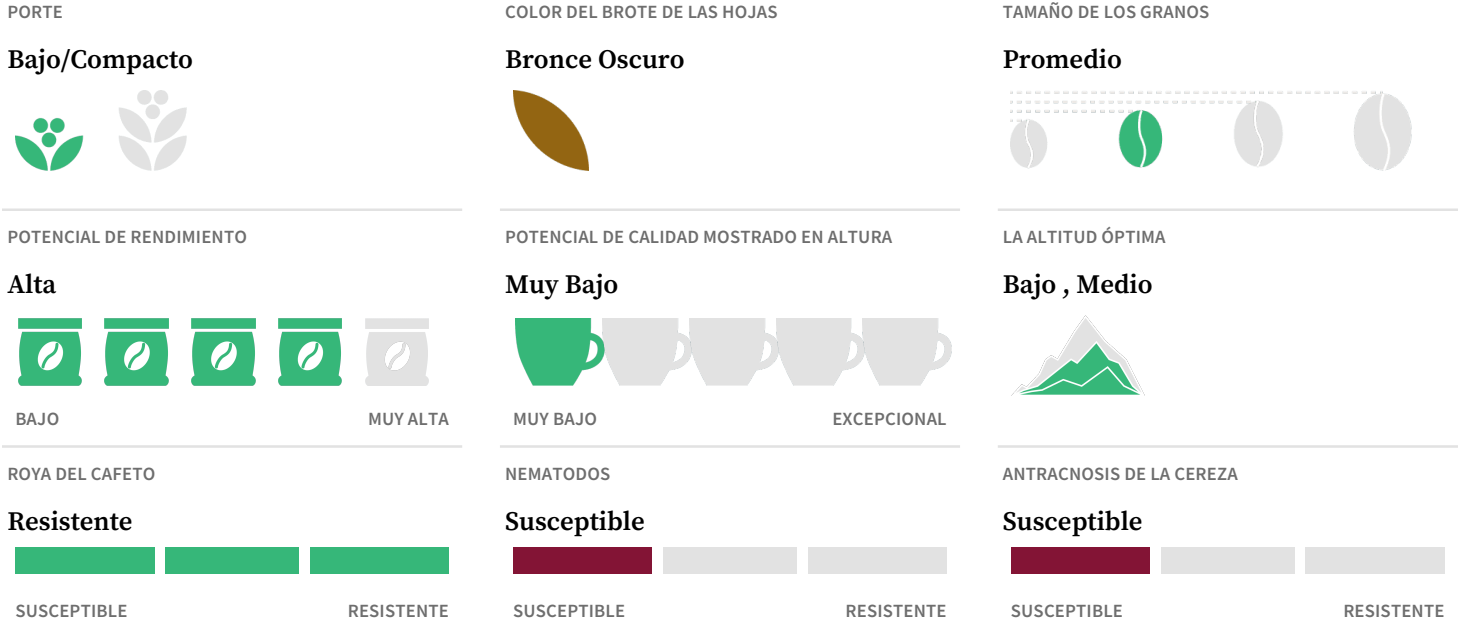 PORTE
Bajo/Compacto
COLOR DEL BROTE DE LAS HOJAS
Bronce Oscuro
TAMAÑO DE LOS GRANOS
Promedio
POTENCIAL DE RENDIMIENTO
Alta
BAJO MUY ALTA
POTENCIAL DE CALIDAD MOSTRADO EN ALTURA
Muy Bajo
MUY BAJO EXCEPCIONAL
LA ALTITUD ÓPTIMA
Bajo , Medio
ROYA DEL CAFETO
Resistente
SUSCEPTIBLE RESISTENTE
NEMATODOS
Susceptible
SUSCEPTIBLE RESISTENTE
ANTRACNOSIS DE LA CEREZA
Susceptible
SUSCEPTIBLE RESISTENTE